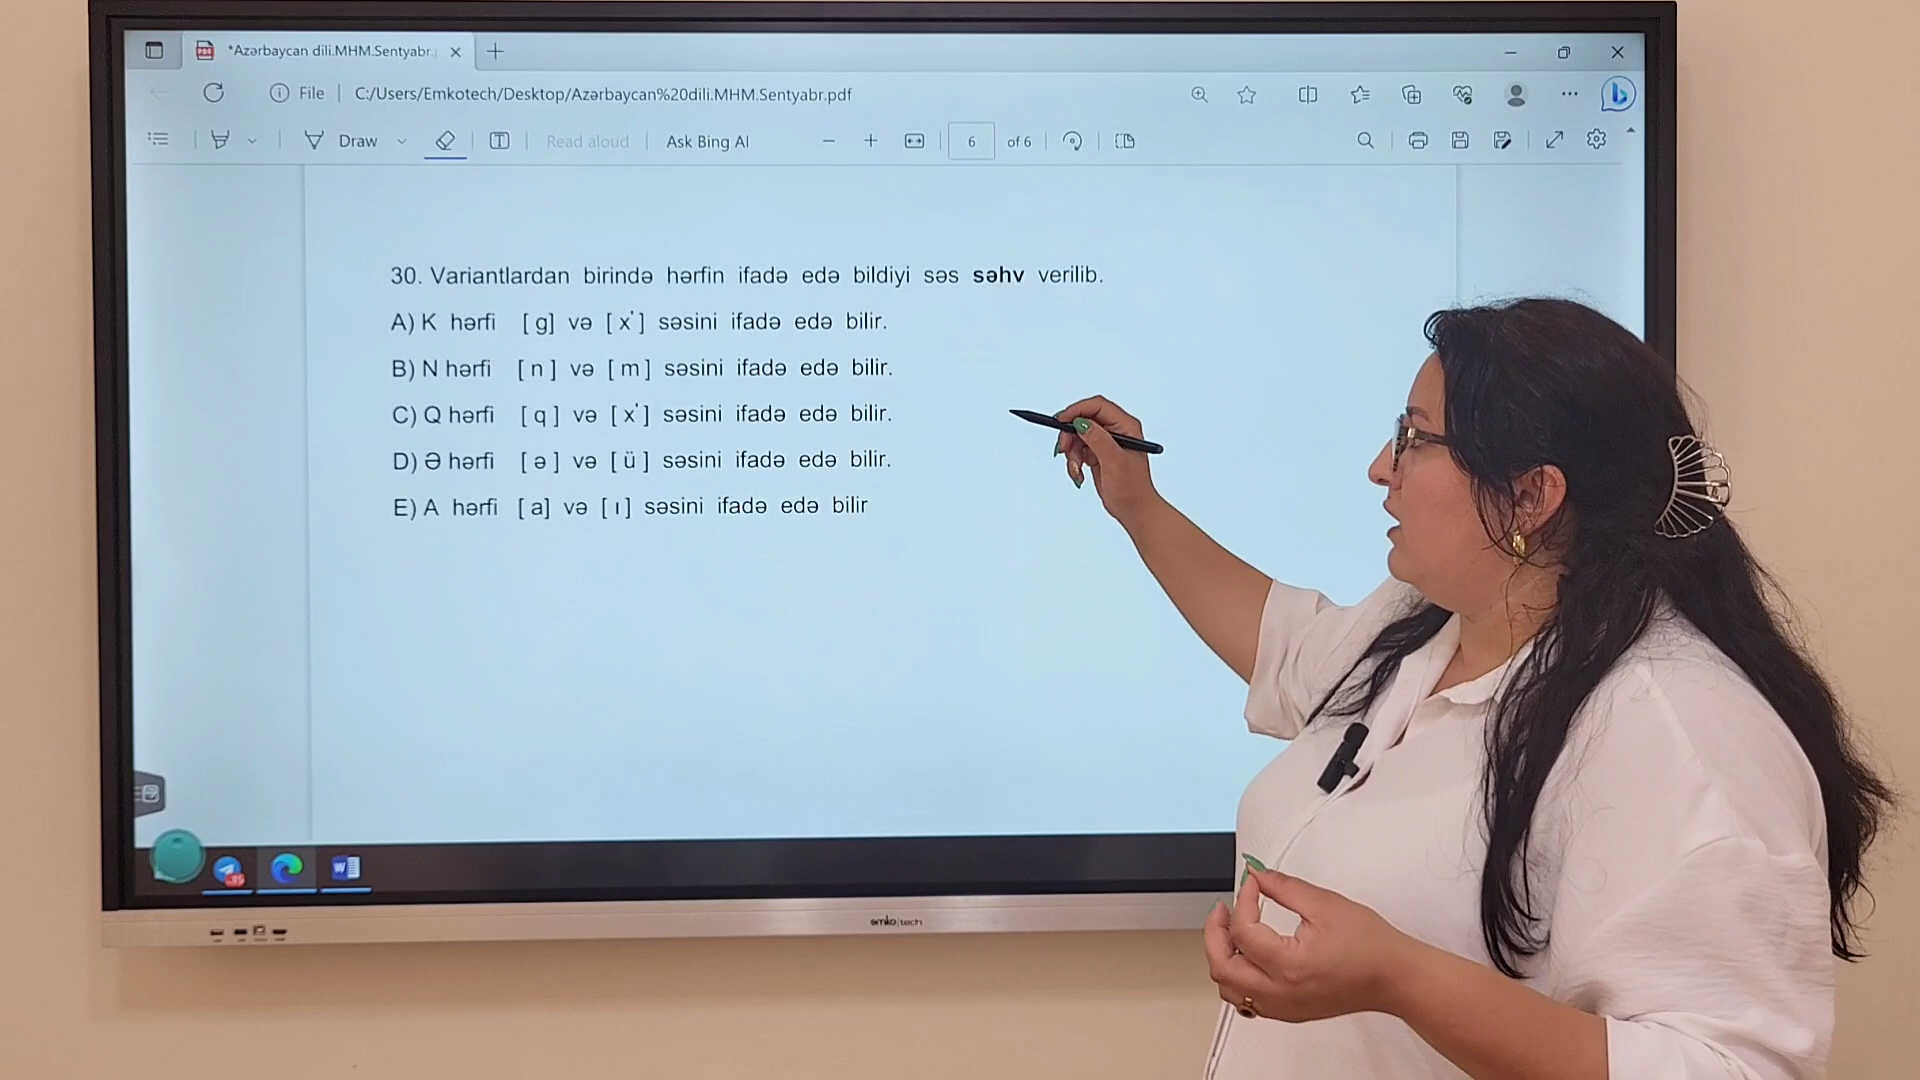 *Azərbaycan dili.MHM.Sentyabr.
File C:/Users/Emkotech/Desktop/Azərbaycan%20dili.MHM.Sentyabr.pdf
Draw Read aloud Ask Bing AI 6 of 6
30. Variantlardan birində hərfin ifadə edə bildiyi səs səhv verilib.
A) K hərfi [ g] və [ x' ] səsini ifadə edə bilir.
B) N hərfi [ n ] və [ m ] səsini ifadə edə bilir.
C) Q hərfi [ q ] və [ x' ] səsini ifadə edə bilir.
D) Ə hərfi [ ə ] və [ ü ] səsini ifadə edə bilir.
E) A hərfi [ a] və [ ı ] səsini ifadə edə bilir
emko|tech